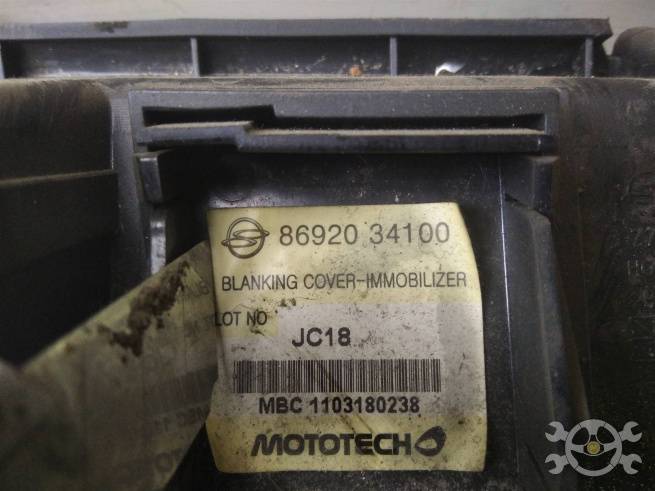 86920 34100
BLANKING COVER-IMMOBILIZER
LOT NO
JC18
MBC 1103180238
MOTOTECH